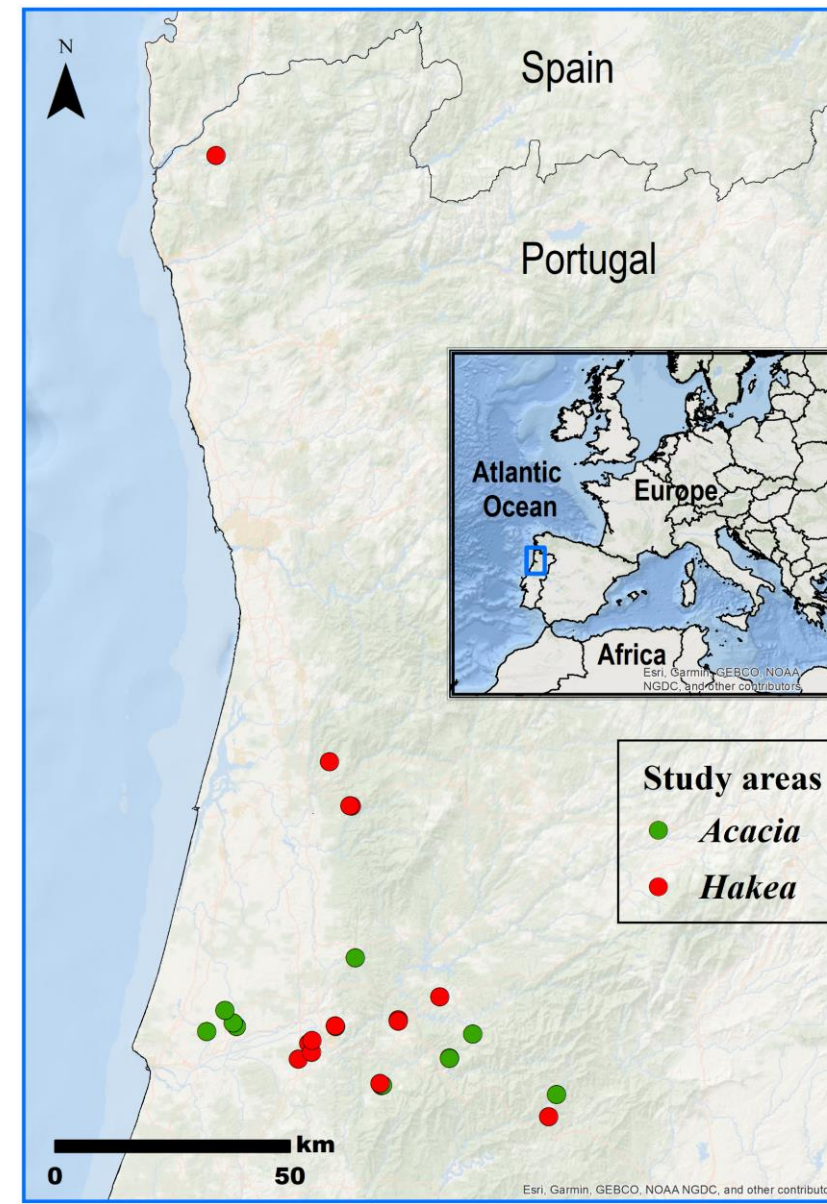 N
Spain
Portugal
Atlantic
Ocean
Europe
Africa
Esri, Garmin, GEBCO, NOAA
NGDC, and other contributors
Study areas
Acacia
Hakea
km
0 50
Esri, Garmin, GEBCO, NOAA NGDC, and other contributo